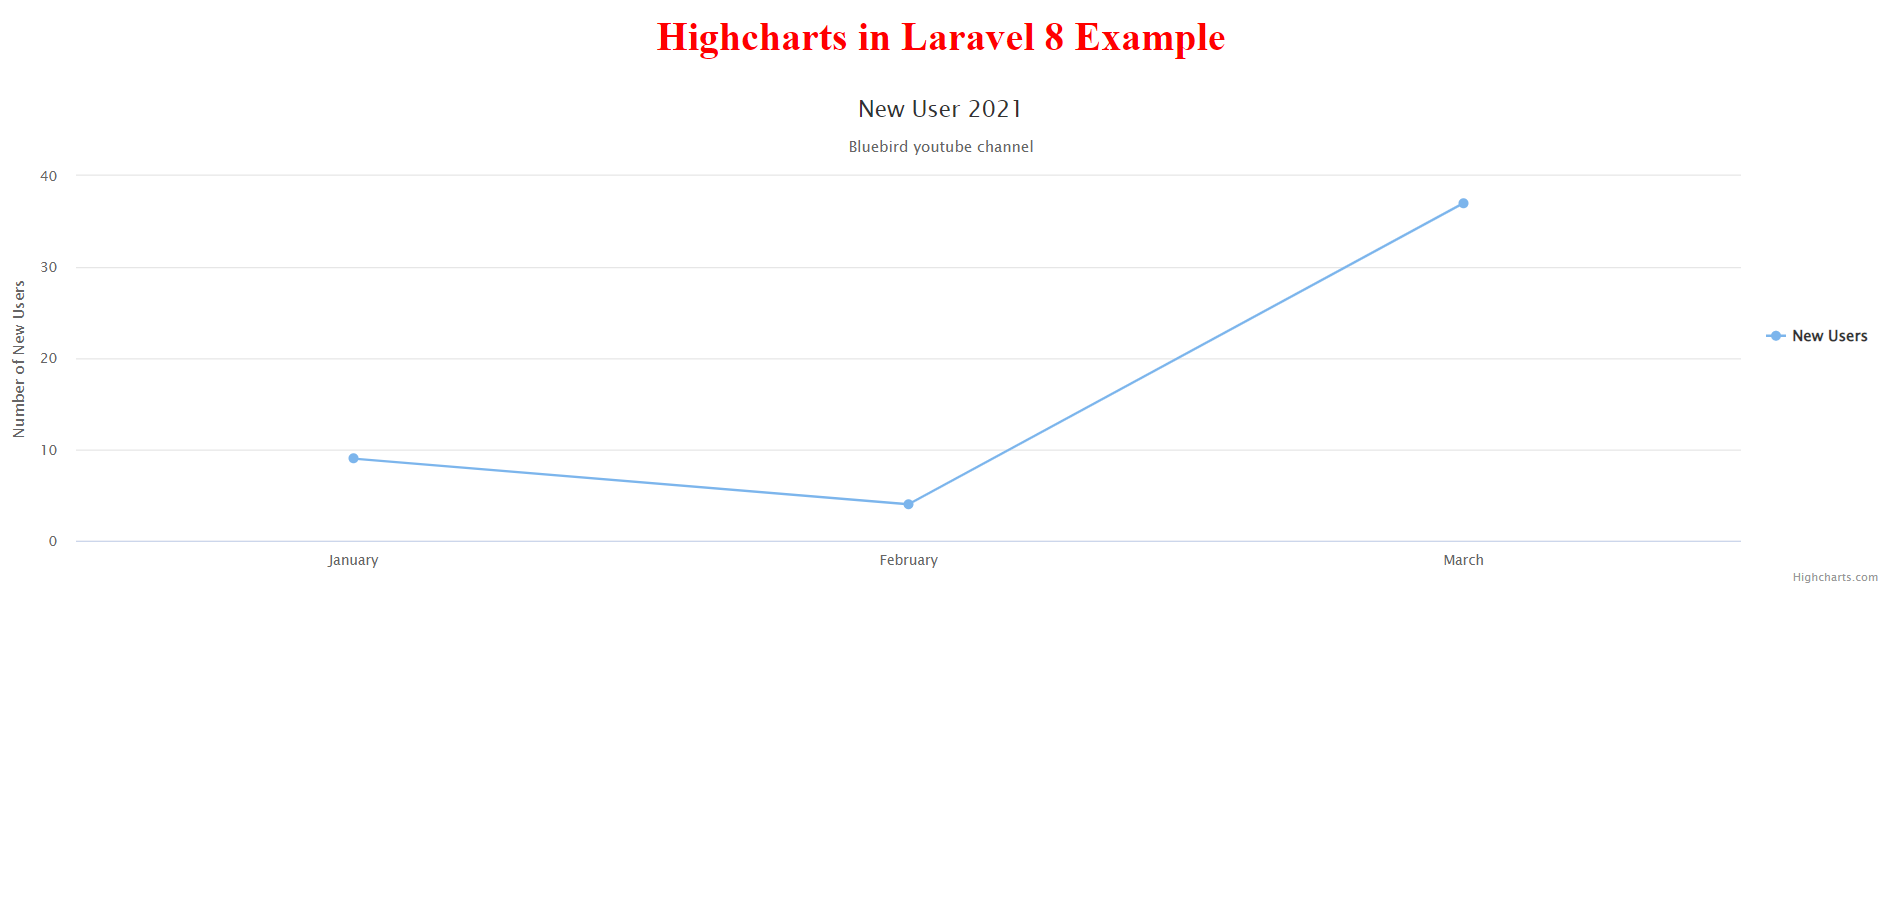 Highcharts in Laravel 8 Example
New User 2021
Bluebird youtube channel
Number of New Users
40
30
20
10
0
January
February
March
New Users
Highcharts.com